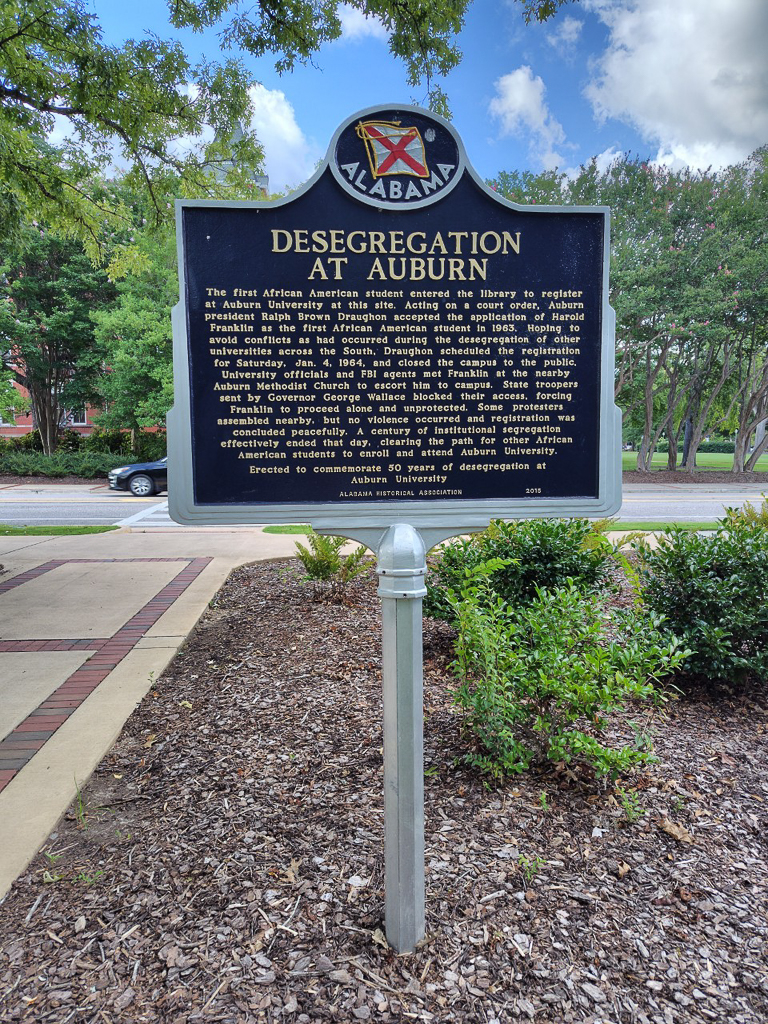 ALABAMA
DESEGREGATION
AT AUBURN
The first African American student entered the library to register
at Auburn University at this site. Acting on a court order, Auburn
president Ralph Brown Draughon accepted the application of Harold
Franklin as the first African American student in 1963. Hoping to
avoid conflicts as had occurred during the desegregation of other
universities across the South, Draughon scheduled the registration
for Saturday, Jan. 4, 1964, and closed the campus to the public.
University officials and FBI agents met Franklin at the nearby
Auburn Methodist Church to escort him to campus. State troopers
sent by Governor George Wallace blocked their access, forcing
Franklin to proceed alone and unprotected. Some protesters
assembled nearby, but no violence occurred and registration was
concluded peacefully. A century of institutional segregation
effectively ended that day, clearing the path for other African
American students to enroll and attend Auburn University.
Erected to commemorate 50 years of desegregation at
Auburn University
ALABAMA HISTORICAL ASSOCIATION 2015